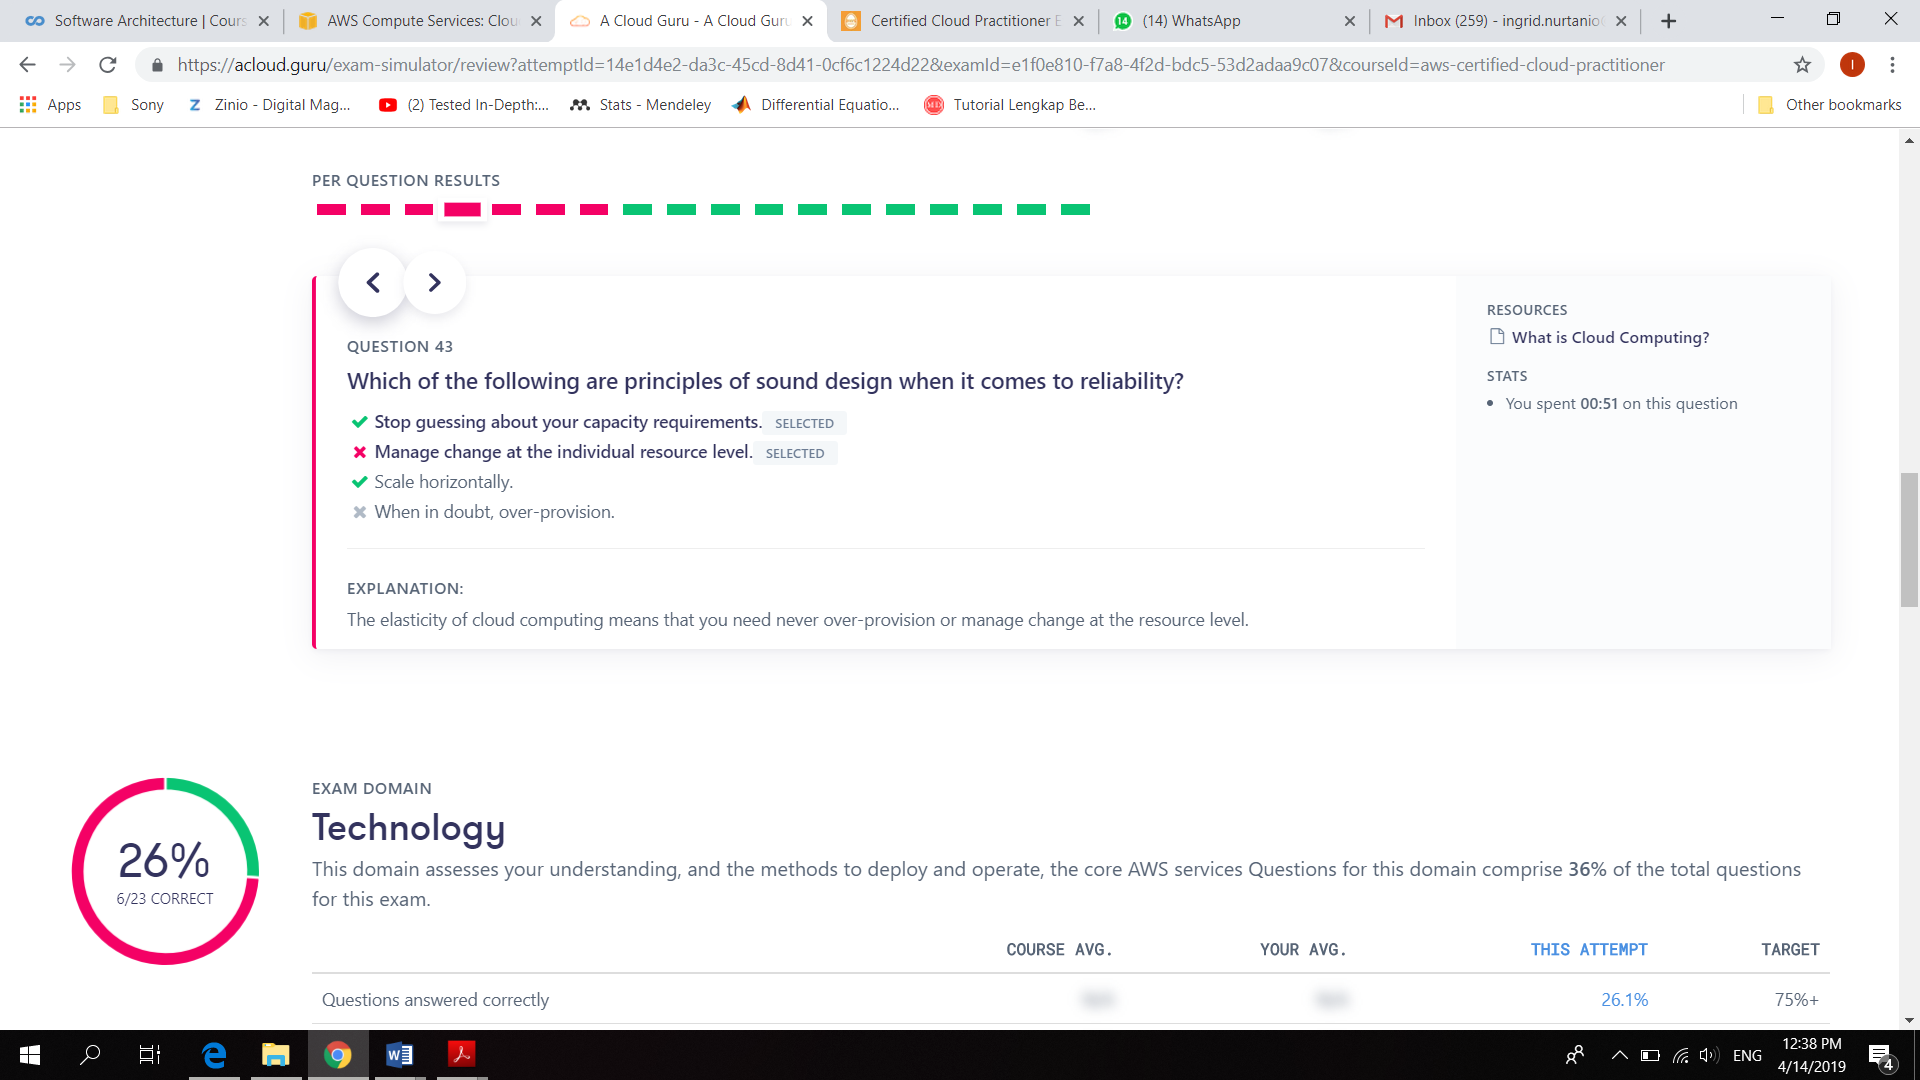 Software Architecture | Cours
AWS Compute Services: Clou
A Cloud Guru - A Cloud Guru
Certified Cloud Practitioner E
14
(14) WhatsApp
Inbox (259) - ingrid.nurtanio
https://acloud.guru/exam-simulator/review?attemptId=14e1d4e2-da3c-45cd-8d41-0cf6c1224d22&examId=e1f0e810-f7a8-4f2d-bdc5-53d2adaa9c07&courseId=aws-certified-cloud-practitioner
I
Apps
Sony
Z
Zinio - Digital Mag...
(2) Tested In-Depth:...
Stats - Mendeley
Differential Equatio...
Tutorial Lengkap Be...
Other bookmarks
PER QUESTION RESULTS
QUESTION 43
Which of the following are principles of sound design when it comes to reliability?
Stop guessing about your capacity requirements. SELECTED
Manage change at the individual resource level. SELECTED
Scale horizontally.
When in doubt, over-provision.
EXPLANATION:
The elasticity of cloud computing means that you need never over-provision or manage change at the resource level.
RESOURCES
What is Cloud Computing?
STATS
You spent 00:51 on this question
26%
6/23 CORRECT
EXAM DOMAIN
Technology
This domain assesses your understanding, and the methods to deploy and operate, the core AWS services Questions for this domain comprise 36% of the total questions
for this exam.
COURSE AVG. YOUR AVG. THIS ATTEMPT TARGET
Questions answered correctly 26.1% 75%+
ENG
12:38 PM
4/14/2019
4